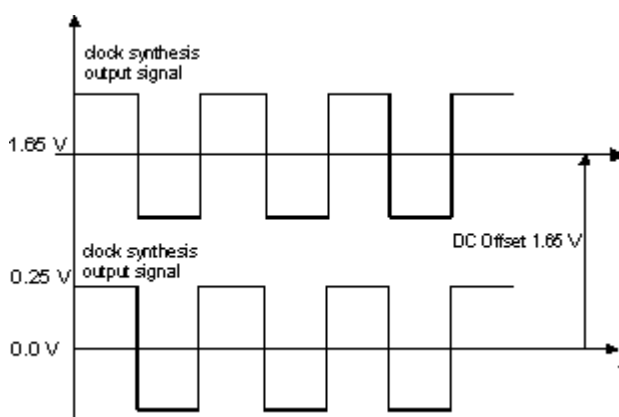 clock synthesis
output signal
1.65 V
DC Offset 1.65 V
clock synthesis
output signal
0.25 V
0.0 V